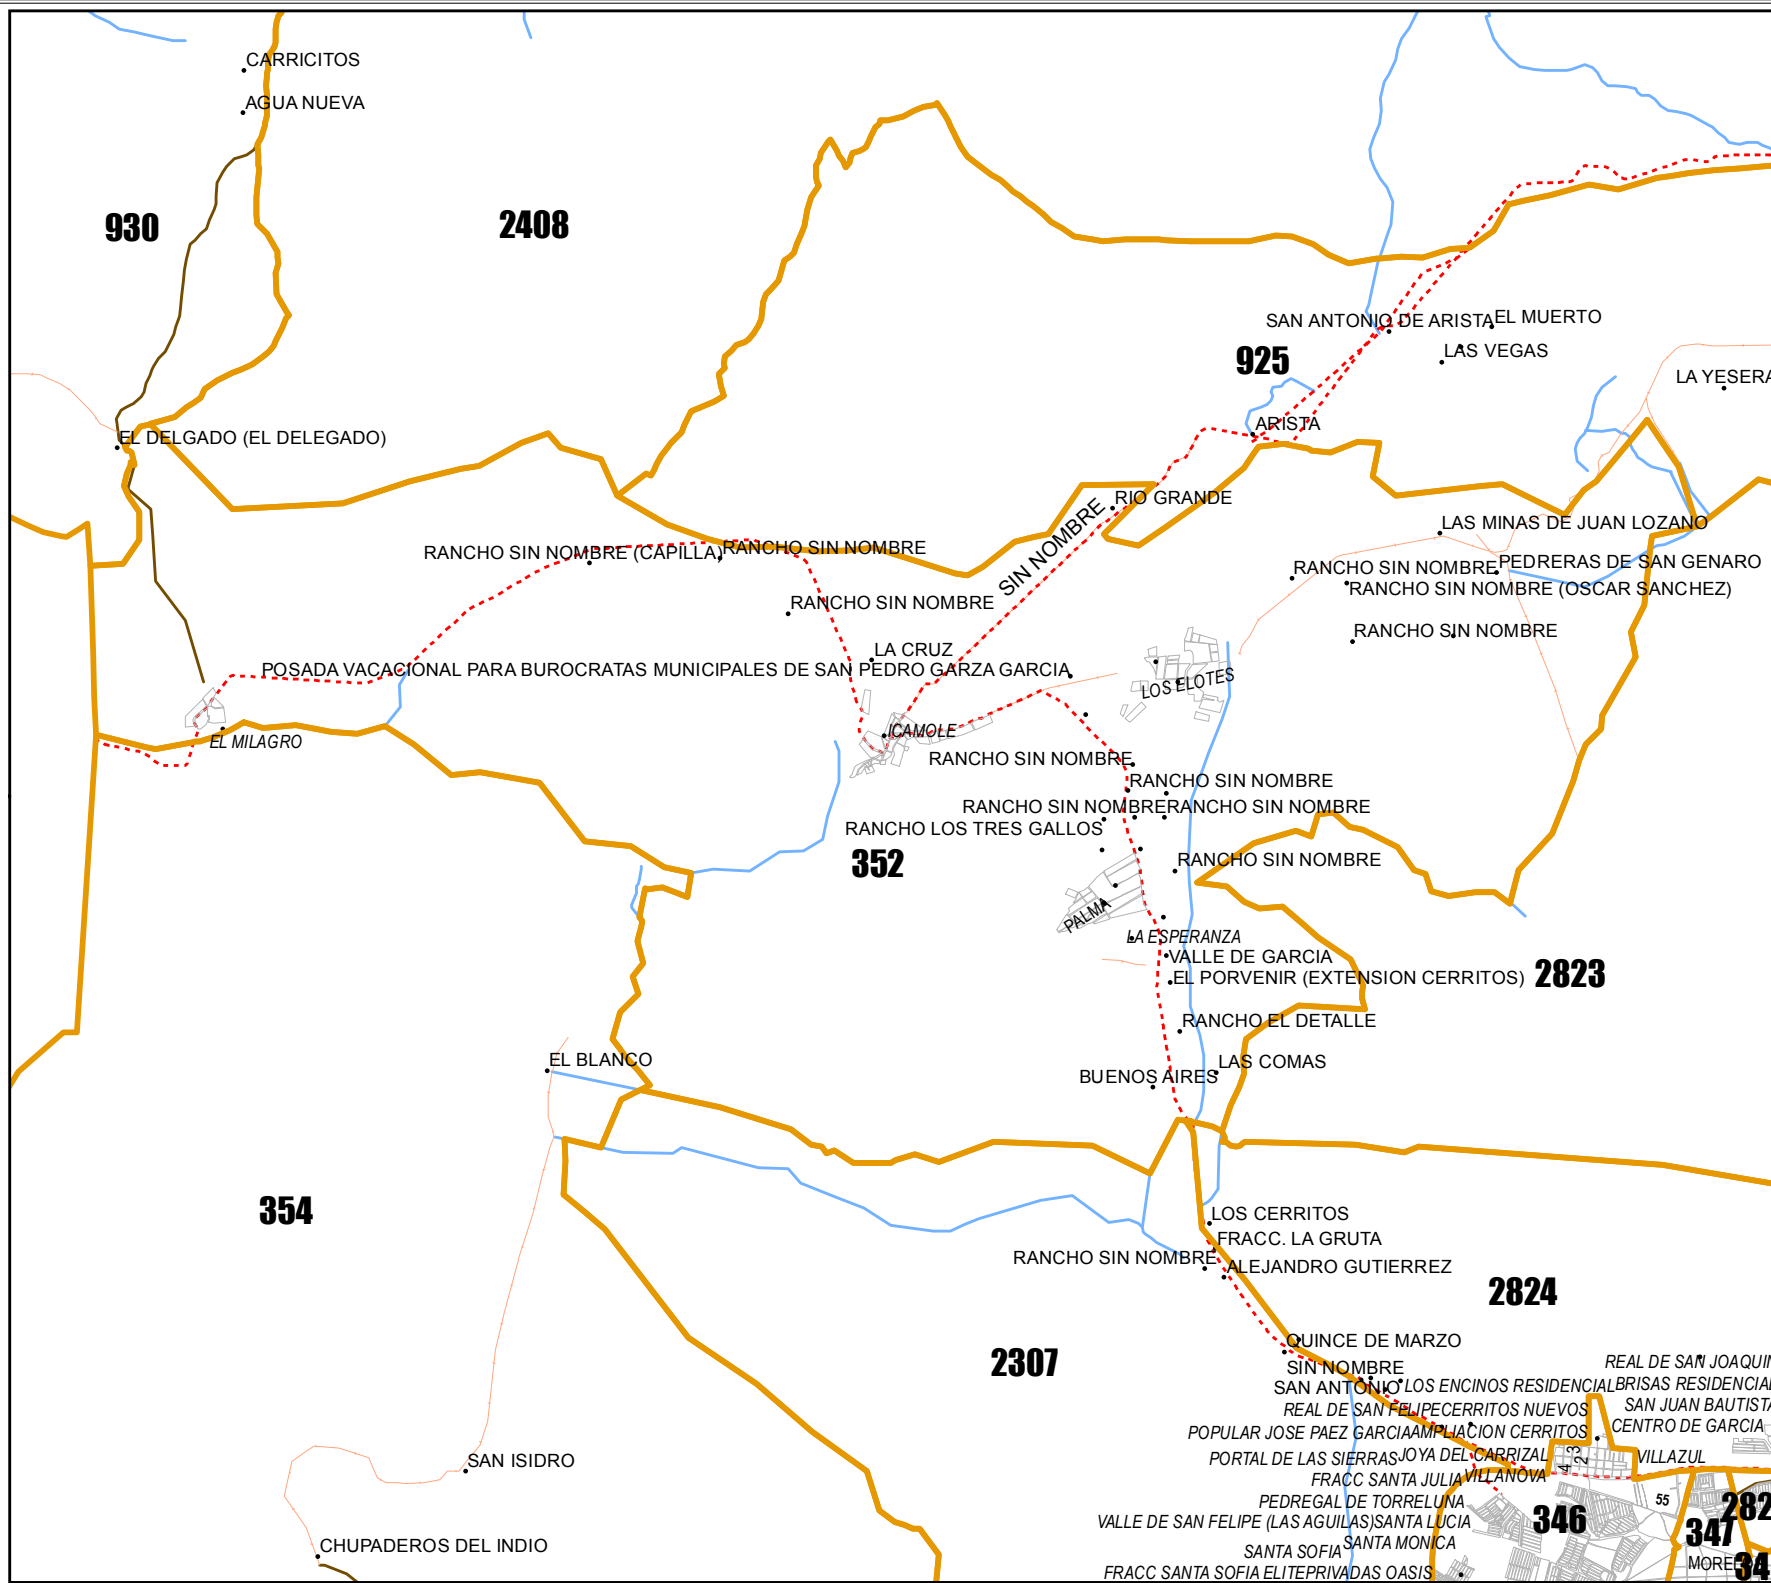 CARRICITOS
AGUA NUEVA
930
2408
SAN ANTONIO DE ARISTA
EL MUERTO
925
LAS VEGAS
LA YESERA
ARISTA
EL DELGADO (EL DELEGADO)
RIO GRANDE
SIN NOMBRE
LAS MINAS DE JUAN LOZANO
RANCHO SIN NOMBRE (CAPILLA)
RANCHO SIN NOMBRE
RANCHO SIN NOMBRE
PEDRERAS DE SAN GENARO
RANCHO SIN NOMBRE (OSCAR SANCHEZ)
RANCHO SIN NOMBRE
RANCHO SIN NOMBRE
LA CRUZ
POSADA VACACIONAL PARA BUROCRATAS MUNICIPALES DE SAN PEDRO GARZA GARCIA
LOS ELOTES
EL MILAGRO
ICAMOLE
RANCHO SIN NOMBRE
RANCHO SIN NOMBRE
RANCHO SIN NOMBRE
RANCHO SIN NOMBRE
RANCHO LOS TRES GALLOS
352
RANCHO SIN NOMBRE
PALMA
LA ESPERANZA
VALLE DE GARCIA
EL PORVENIR (EXTENSION CERRITOS)
2823
RANCHO EL DETALLE
EL BLANCO
LAS COMAS
BUENOS AIRES
354
LOS CERRITOS
FRACC. LA GRUTA
RANCHO SIN NOMBRE
ALEJANDRO GUTIERREZ
2824
2307
QUINCE DE MARZO
SIN NOMBRE
REAL DE SAN JOAQUIN
SAN ANTONIO
LOS ENCINOS RESIDENCIAL
BRISAS RESIDENCIAL
REAL DE SAN FELIPE
CERRITOS NUEVOS
SAN JUAN BAUTISTA
POPULAR JOSE PAEZ GARCIA
AMPLIACION CERRITOS
CENTRO DE GARCIA
PORTAL DE LAS SIERRAS
JOYA DEL CARRIZAL
4
23
VILLAZUL
SAN ISIDRO
FRACC SANTA JULIA
VILLANOVA
PEDREGAL DE TORRELUNA
55
282
VALLE DE SAN FELIPE (LAS AGUILAS)
SANTA LUCIA
346
347
SANTA SOFIA
SANTA MONICA
CHUPADEROS DEL INDIO
34
FRACC SANTA SOFIA ELITE
PRIVADAS OASIS